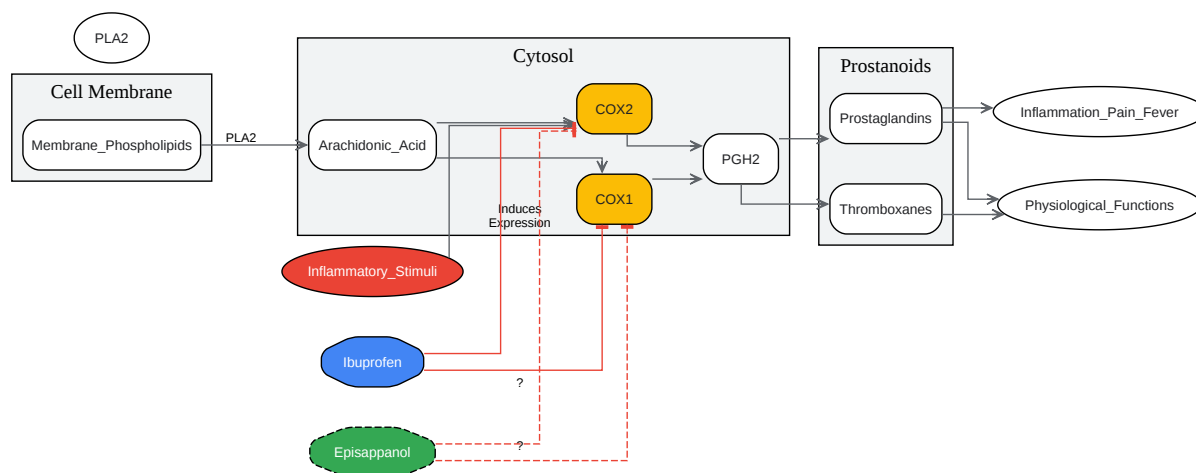 PLA2
Cell Membrane
Membrane_Phospholipids
PLA2
Cytosol
Arachidonic_Acid
COX2
COX1
PGH2
Induces
Expression
Prostanoids
Prostaglandins
Thromboxanes
Inflammation_Pain_Fever
Physiological_Functions
Inflammatory_Stimuli
Ibuprofen
?
Episappanol
?